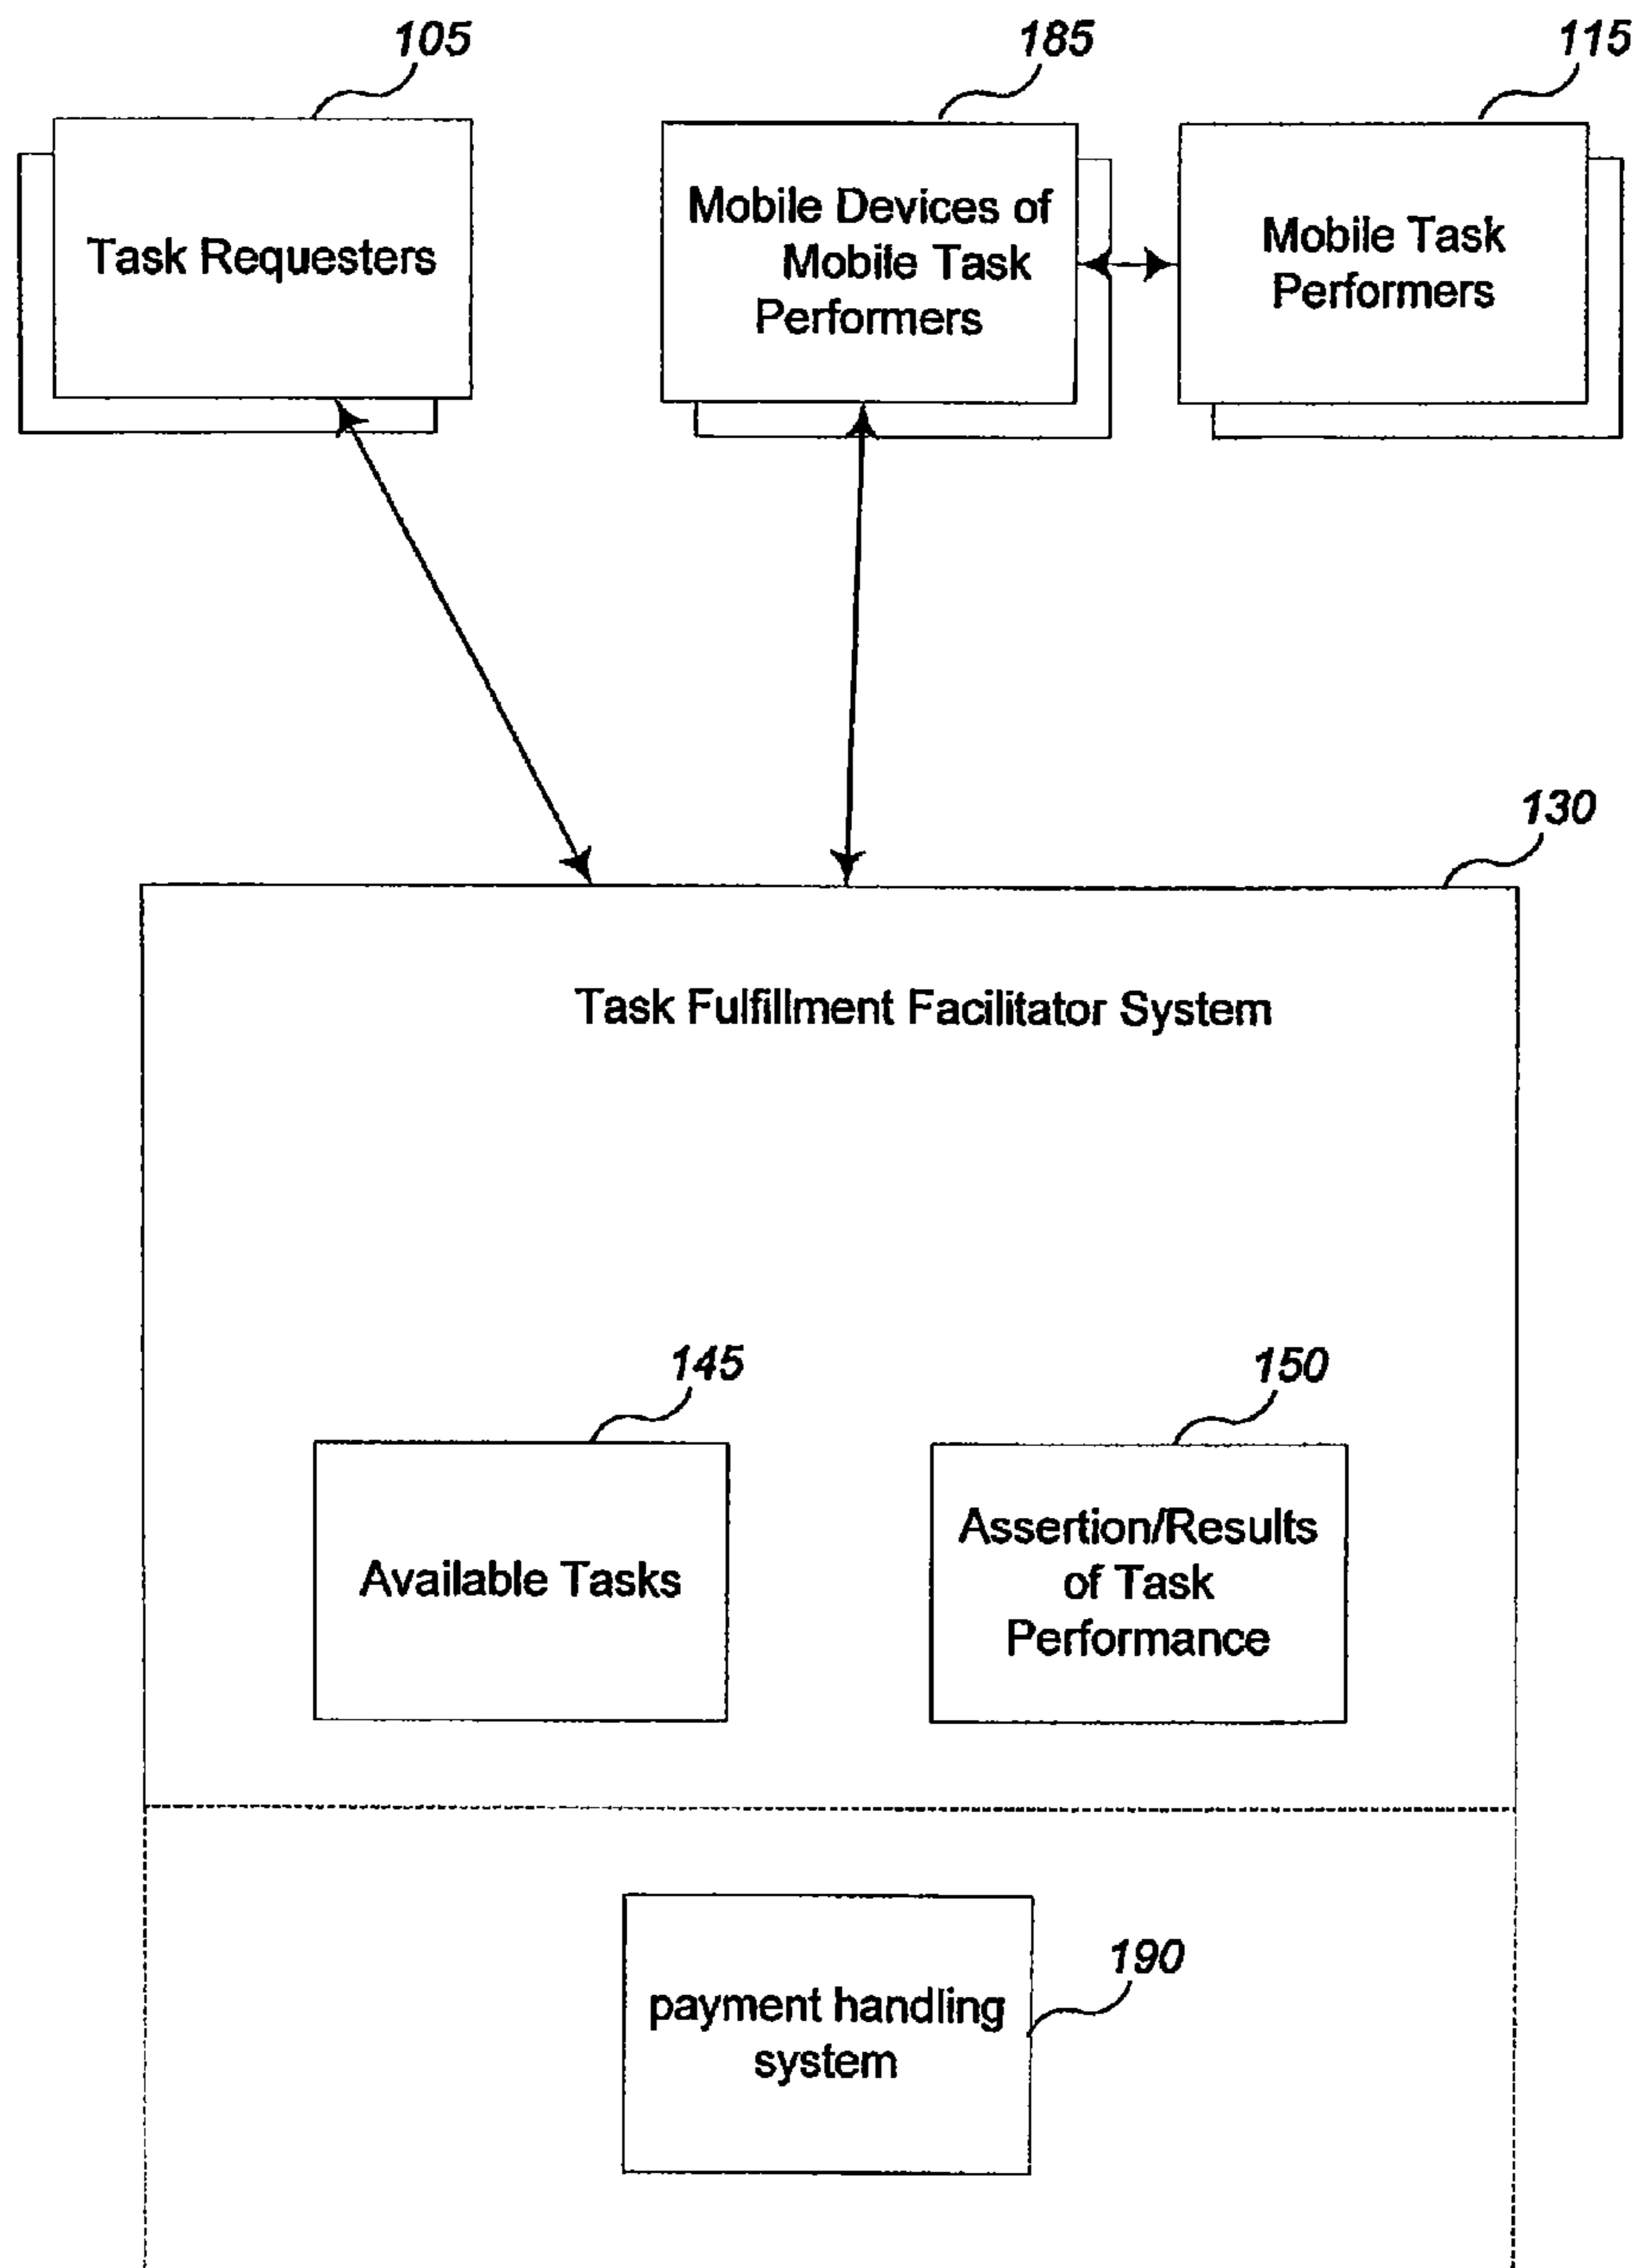 105
185
115
Task Requesters
Mobile Devices of
Mobile Task
Performers
Mobile Task
Performers
130
Task Fulfillment Facilitator System
145
150
Available Tasks
Assertion/Results
of Task
Performance
190
payment handling
system